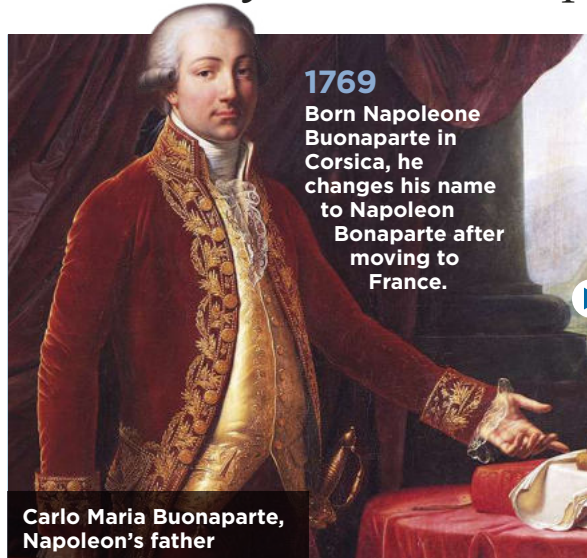 1769
Born Napoleone
Buonaparte in
Corsica, he
changes his name
to Napoleon
Bonaparte after
moving to
France.
Carlo Maria Buonaparte,
Napoleon’s father